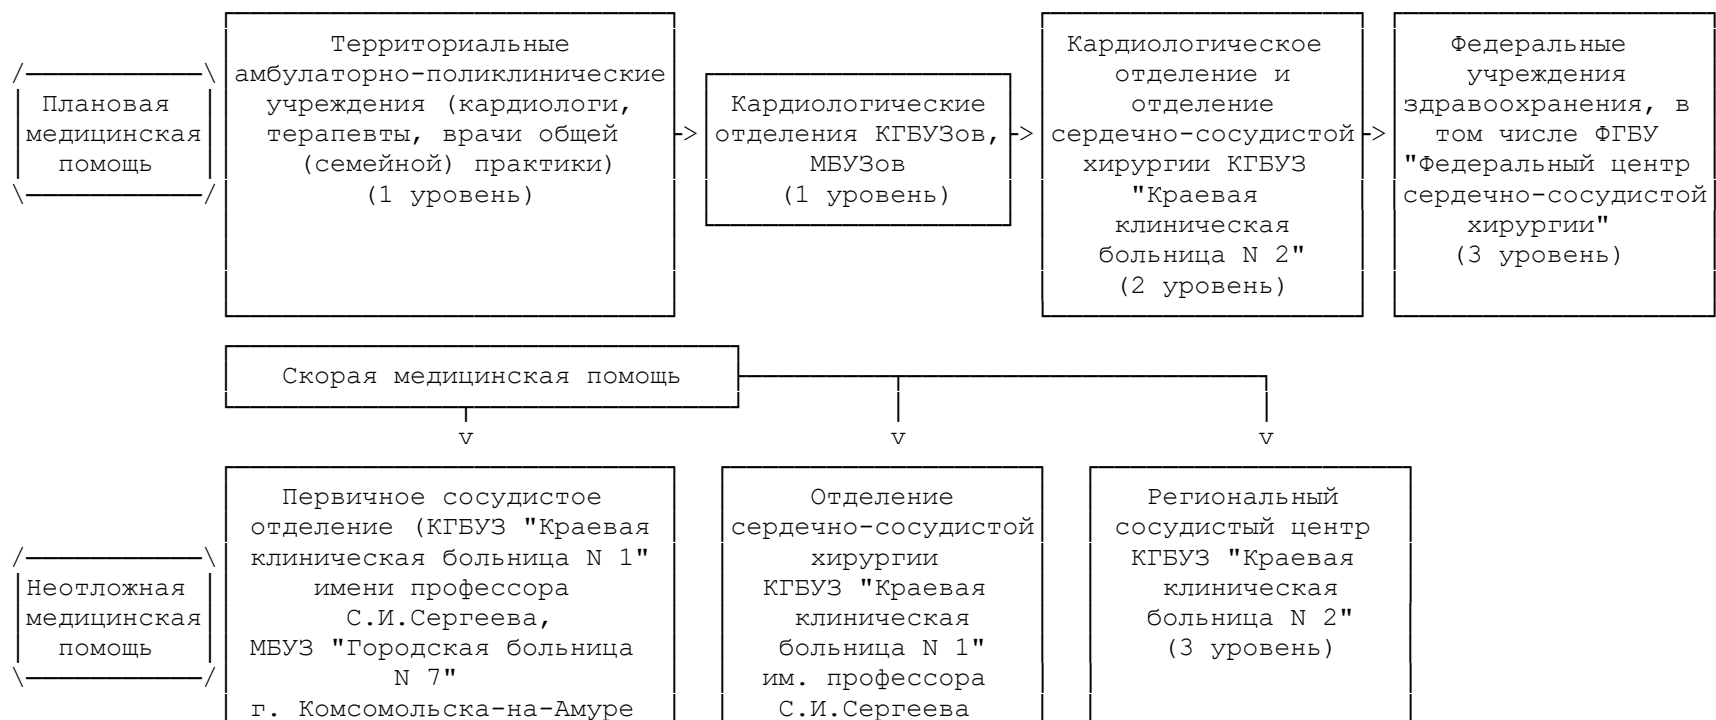 Плановая
медицинская
помощь
Территориальные
амбулаторно-поликлинические
учреждения (кардиологи,
терапевты, врачи общей
(семейной) практики)
(1 уровень)
Кардиологические
отделения КГБУЗов,
МБУЗов
(1 уровень)
Кардиологическое
отделение и
отделение
сердечно-сосудистой
хирургии КГБУЗ
"Краевая
клиническая
больница N 2"
(2 уровень)
Федеральные
учреждения
здравоохранения, в
том числе ФГБУ
"Федеральный центр
сердечно-сосудистой
хирургии"
(3 уровень)
Скорая медицинская помощь
Неотложная
медицинская
помощь
Первичное сосудистое
отделение (КГБУЗ "Краевая
клиническая больница N 1"
имени профессора
С.И.Сергеева,
МБУЗ "Городская больница
N 7"
г. Комсомольска-на-Амуре
Отделение
сердечно-сосудистой
хирургии
КГБУЗ "Краевая
клиническая
больница N 1"
им. профессора
С.И.Сергеева
Региональный
сосудистый центр
КГБУЗ "Краевая
клиническая
больница N 2"
(3 уровень)